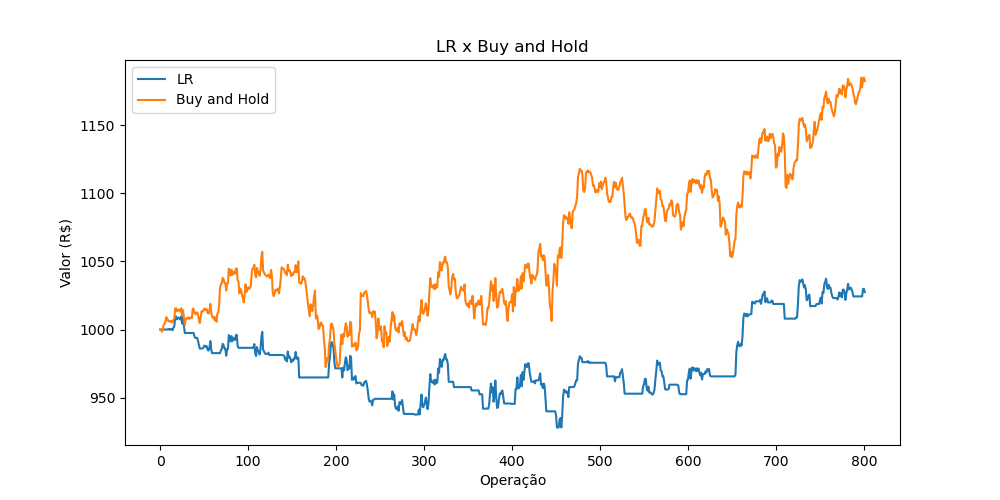 LR x Buy and Hold
LR
Buy and Hold
Valor (R$)
1150
1100
1050
1000
950
0 100 200 300 400 500 600 700 800
Operação